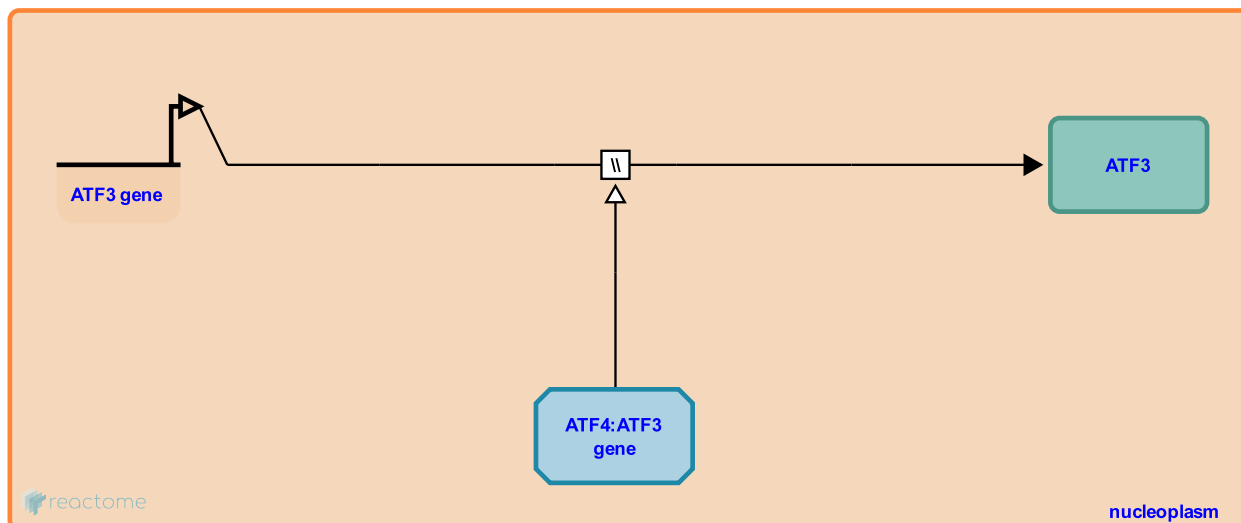 ATF3 gene
\\
ATF3
ATF4:ATF3
gene
reactome
nucleoplasm